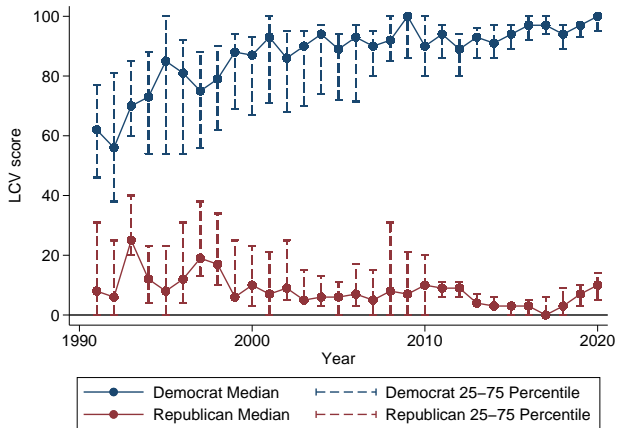 100
80
60
40
20
0
LCV score
1990
2000
2010
2020
Year
Democrat Median
Democrat 25−75 Percentile
Republican Median
Republican 25−75 Percentile